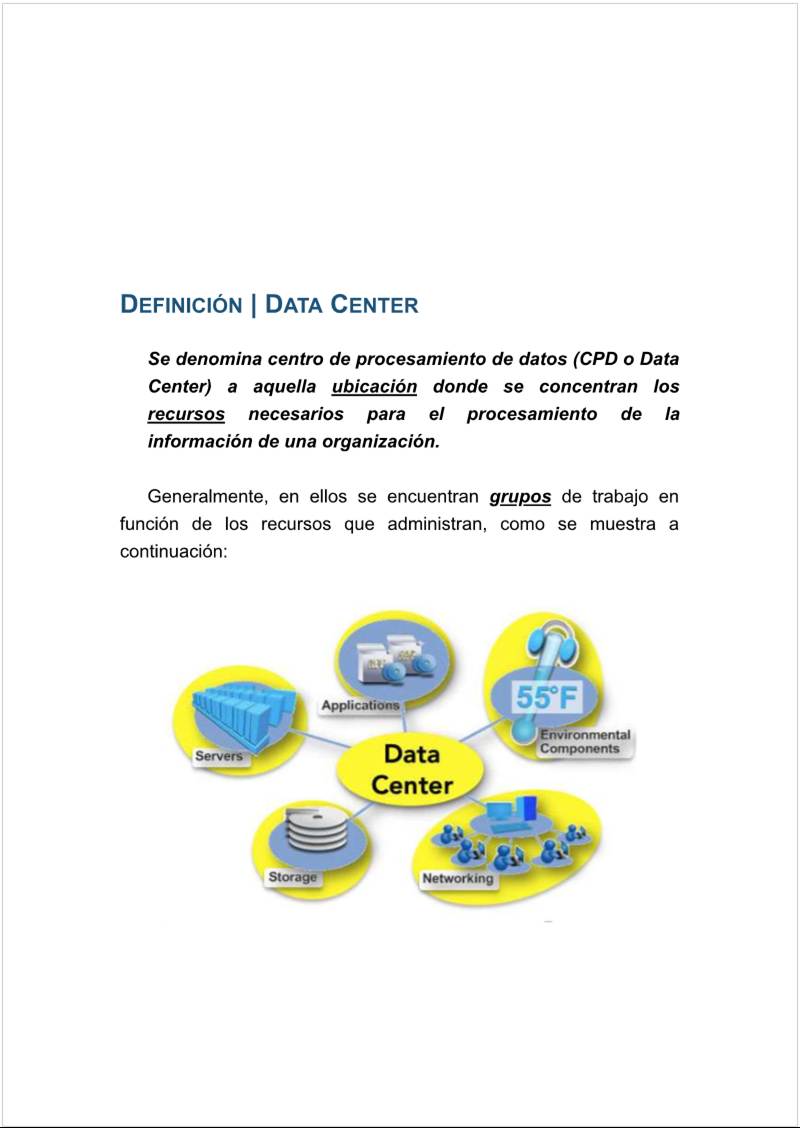 DEFINICIÓN | DATA CENTER
Se denomina centro de procesamiento de datos (CPD o Data
Center) a aquella ubicación donde se concentran los
recursos necesarios para el procesamiento de la
información de una organización.
Generalmente, en ellos se encuentran grupos de trabajo en
función de los recursos que administran, como se muestra a
continuación:
Applications
55°F
Environmental
Components
Servers
Data
Center
Storage
Networking